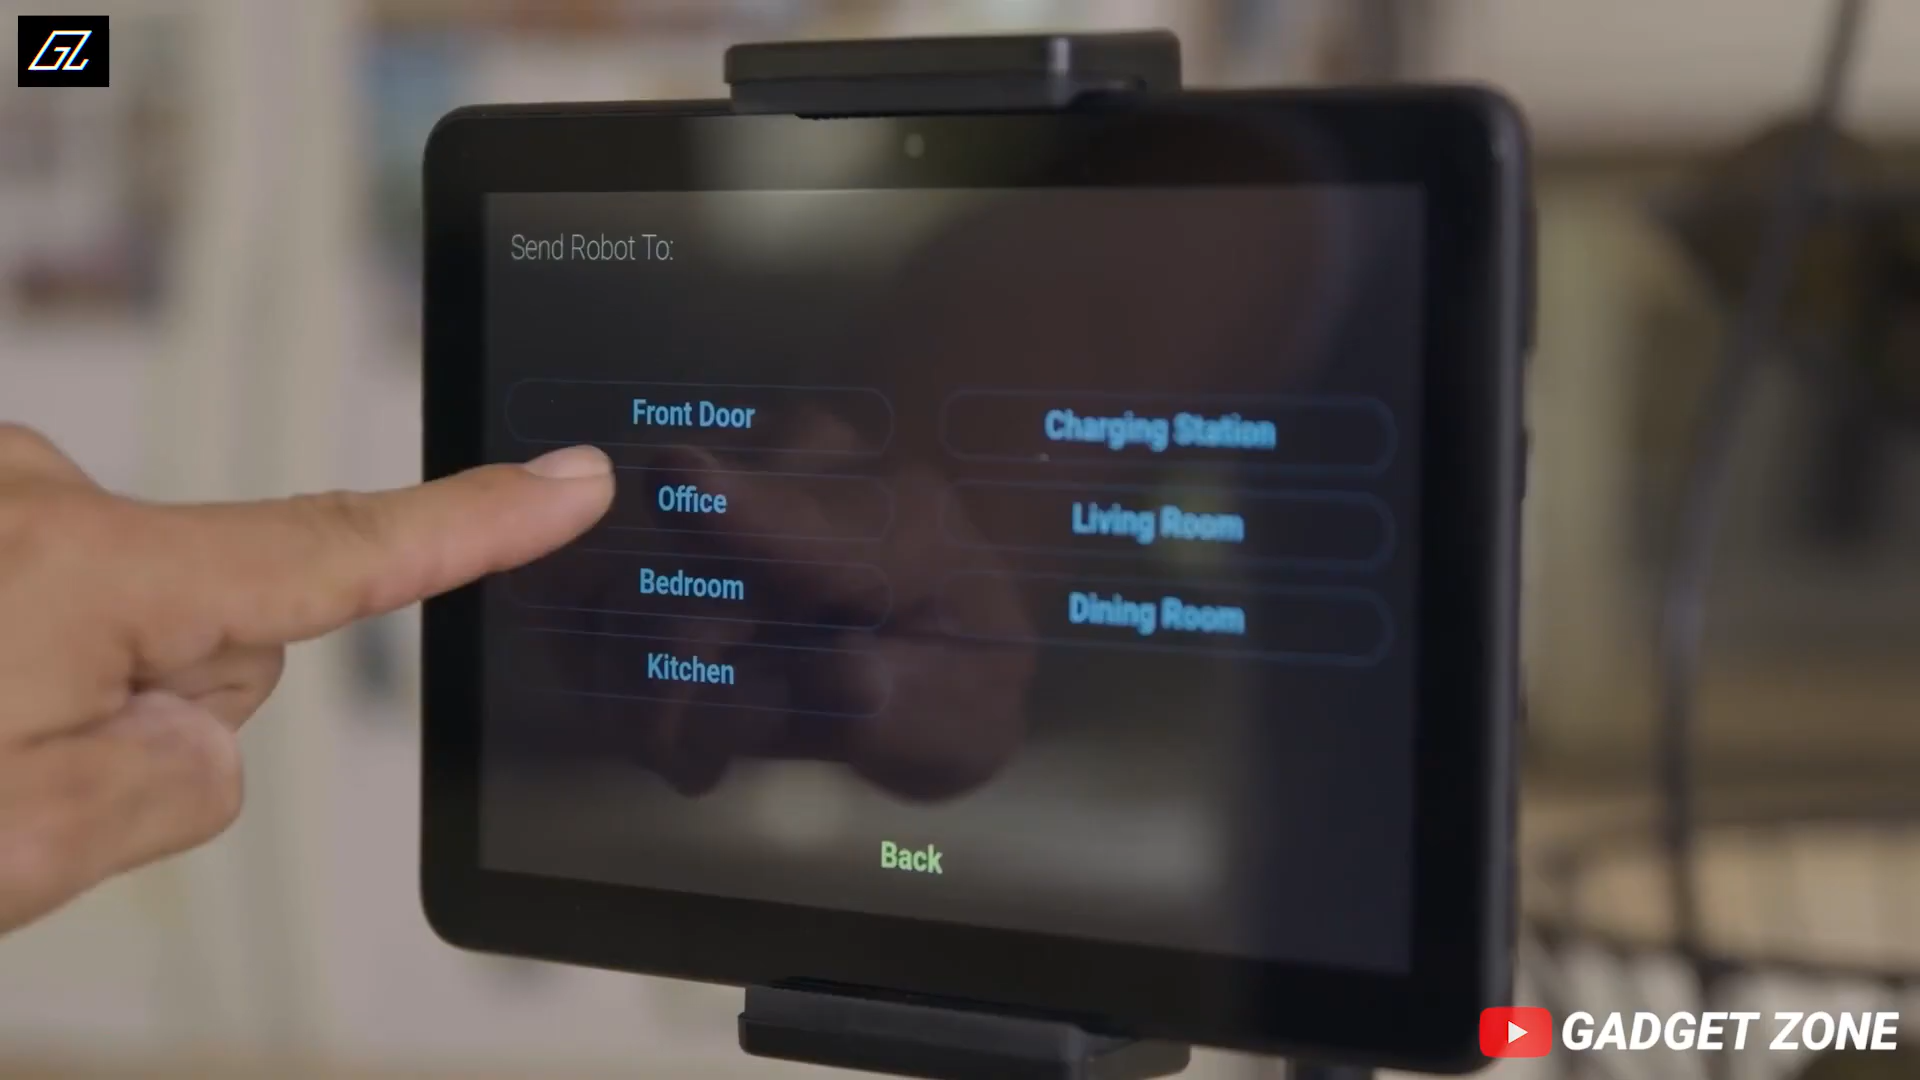 GZ
Send Robot To:
Front Door
Charging Station
Office
Living Room
Bedroom
Dining Room
Kitchen
Back
GADGET ZONE